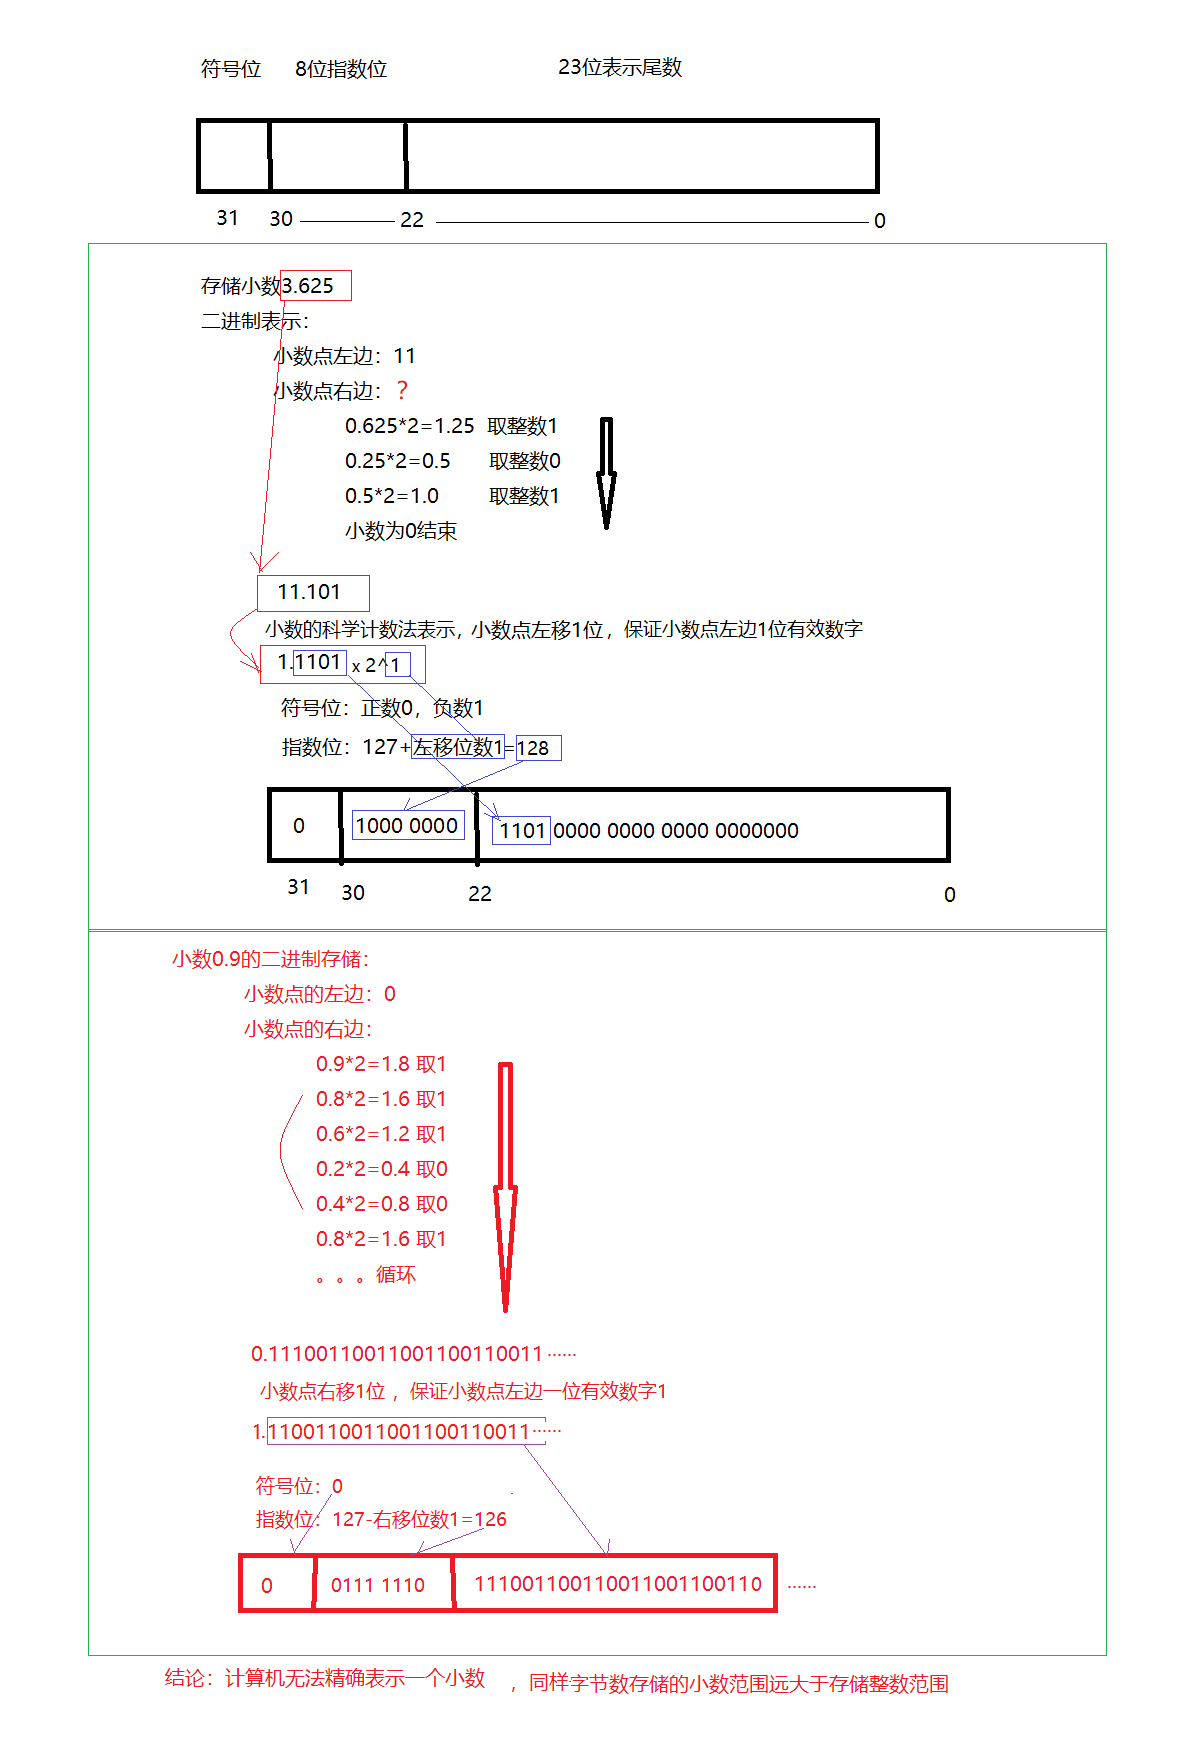 符号位 8位指数位 23位表示尾数
31 30 22 0
存储小数3.625
二进制表示：
小数点左边：11
小数点右边：？
0.625*2=1.25 取整数1
0.25*2=0.5 取整数0
0.5*2=1.0 取整数1
小数为0结束
11.101
小数的科学计数法表示，小数点左移1位，保证小数点左边1位有效数字
1.1101 x 2^1
符号位：正数0，负数1
指数位：127+左移位数1=128
0 1000 0000 1101 0000 0000 0000 0000000
31 30 22 0
小数0.9的二进制存储：
小数点的左边：0
小数点的右边：
0.9*2=1.8 取1
0.8*2=1.6 取1
0.6*2=1.2 取1
0.2*2=0.4 取0
0.4*2=0.8 取0
0.8*2=1.6 取1
。。。循环
0.11100110011001100110011······
小数点右移1位，保证小数点左边一位有效数字1
1.1100110011001100110011······
符号位：0
指数位：127-右移位数1=126
0 0111 1110 11100110011001100110011​0 ······
结论：计算机无法精确表示一个小数，同样字节数存储的小数范围远大于存储整数范围